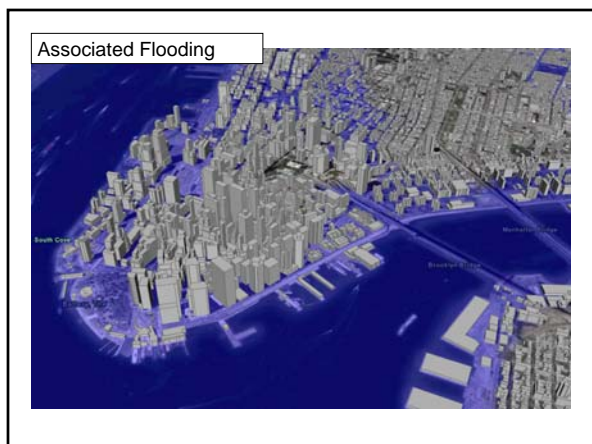 Associated Flooding
South Cove
Manhattan Bridge
Brooklyn Bridge